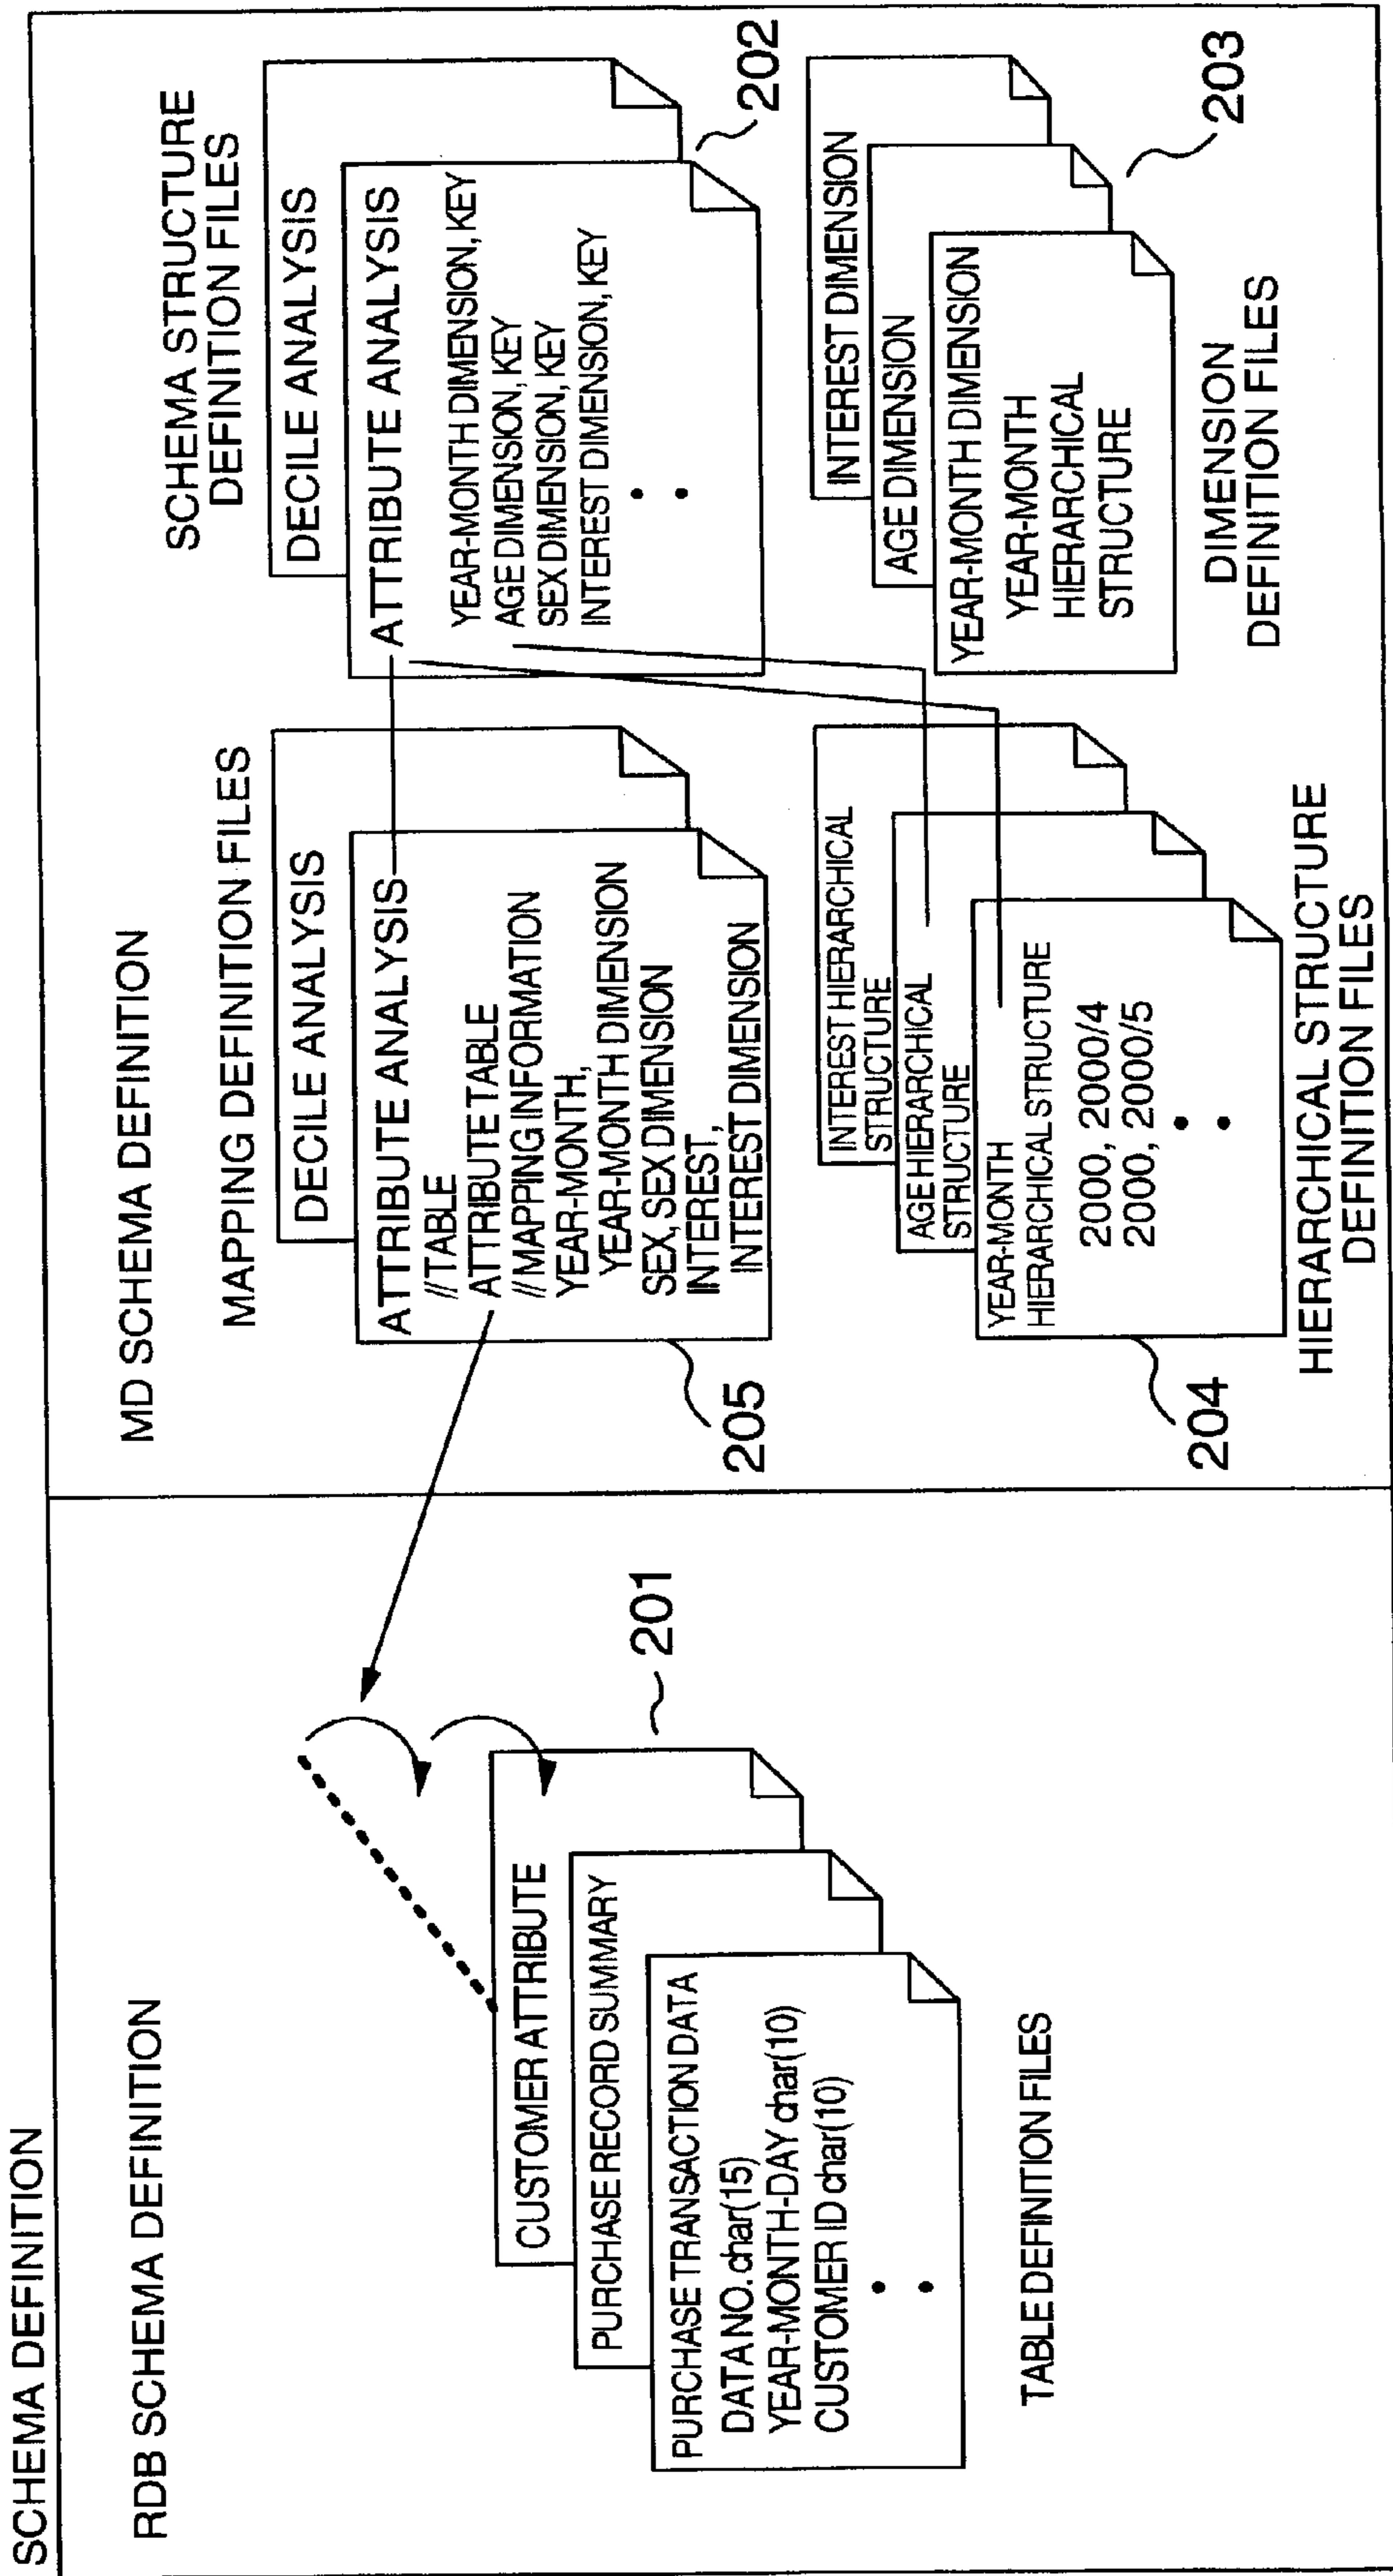 SCHEMA DEFINITION
RDB SCHEMA DEFINITION
CUSTOMER ATTRIBUTE
PURCHASE RECORD SUMMARY
PURCHASE TRANSACTION DATA
DATA NO. char(15)
YEAR-MONTH-DAY char(10)
CUSTOMER ID char(10)
201
TABLE DEFINITION FILES
MD SCHEMA DEFINITION
MAPPING DEFINITION FILES
DECILE ANALYSIS
ATTRIBUTE ANALYSIS
//TABLE
ATTRIBUTE TABLE
//MAPPING INFORMATION
YEAR-MONTH,
YEAR-MONTH DIMENSION
SEX, SEX DIMENSION
INTEREST,
INTEREST DIMENSION
205
SCHEMA STRUCTURE
DEFINITION FILES
DECILE ANALYSIS
ATTRIBUTE ANALYSIS
YEAR-MONTH DIMENSION, KEY
AGE DIMENSION, KEY
SEX DIMENSION, KEY
INTEREST DIMENSION, KEY
202
INTEREST HIERARCHICAL
STRUCTURE
AGE HIERARCHICAL
STRUCTURE
YEAR-MONTH
HIERARCHICAL STRUCTURE
2000, 2000/4
2000, 2000/5
204
HIERARCHICAL STRUCTURE
DEFINITION FILES
INTEREST DIMENSION
AGE DIMENSION
YEAR-MONTH DIMENSION
YEAR-MONTH
HIERARCHICAL
STRUCTURE
203
DIMENSION
DEFINITION FILES